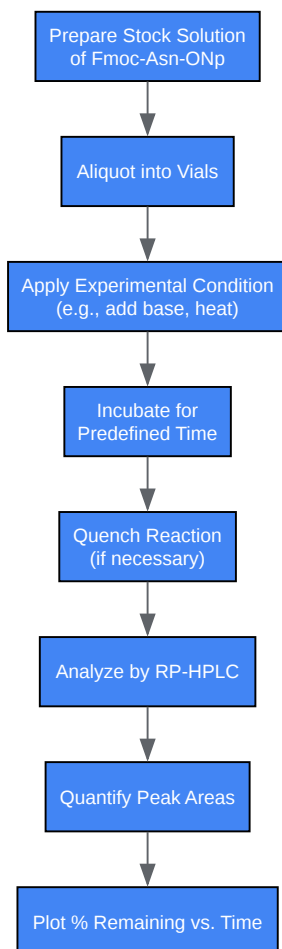 Prepare Stock Solution
of Fmoc-Asn-ONp
Aliquot into Vials
Apply Experimental Condition
(e.g., add base, heat)
Incubate for
Predefined Time
Quench Reaction
(if necessary)
Analyze by RP-HPLC
Quantify Peak Areas
Plot % Remaining vs. Time